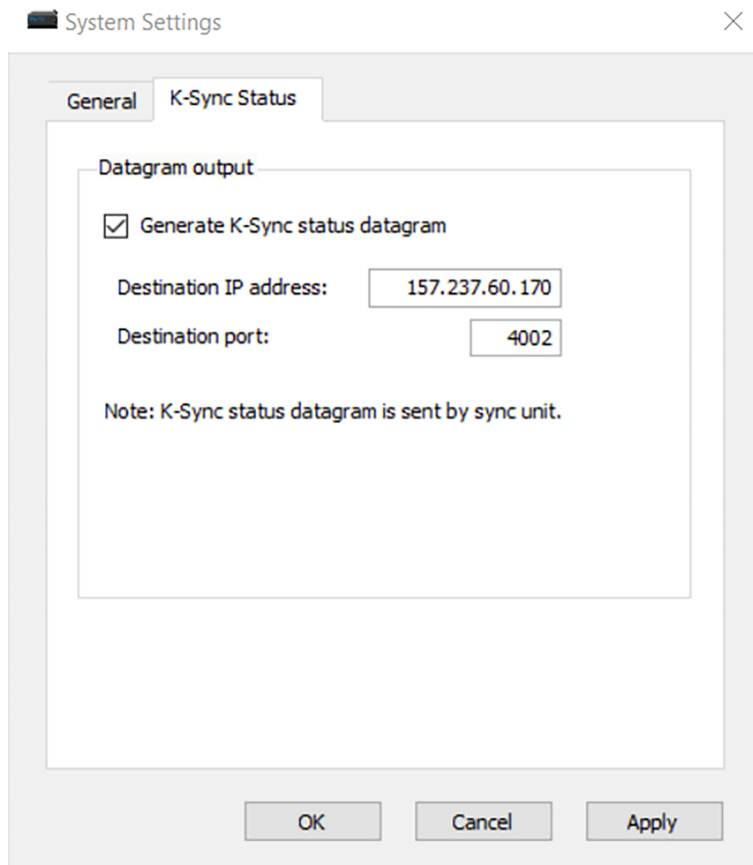 System Settings
General
K-Sync Status
Datagram output
Generate K-Sync status datagram
Destination IP address: 157.237.60.170
Destination port: 4002
Note: K-Sync status datagram is sent by sync unit.
OK Cancel Apply